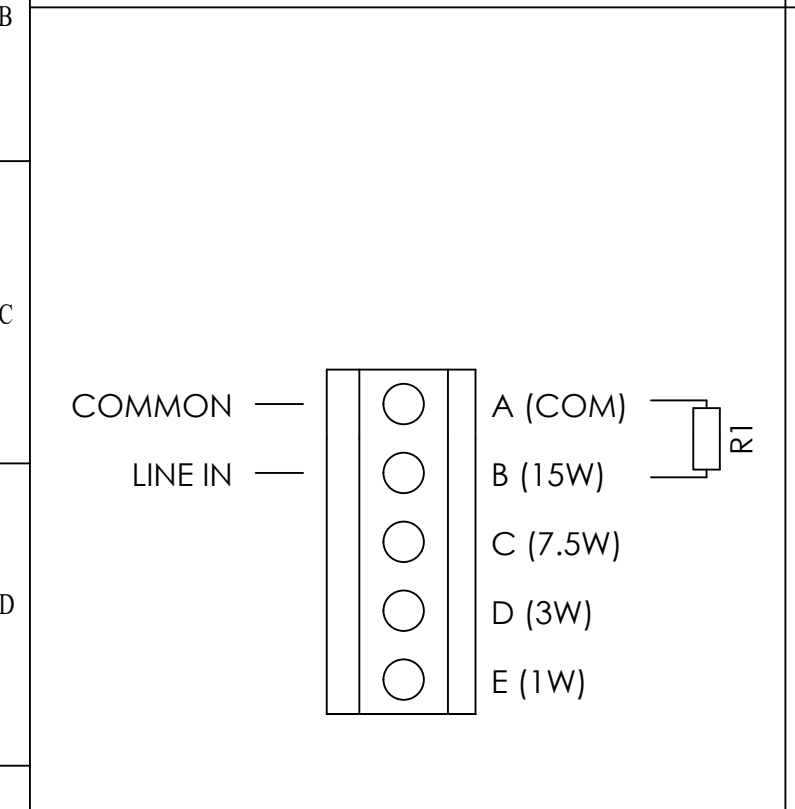 B
C
COMMON
A (COM)
R1
LINE IN
B (15W)
C (7.5W)
D
D (3W)
E (1W)